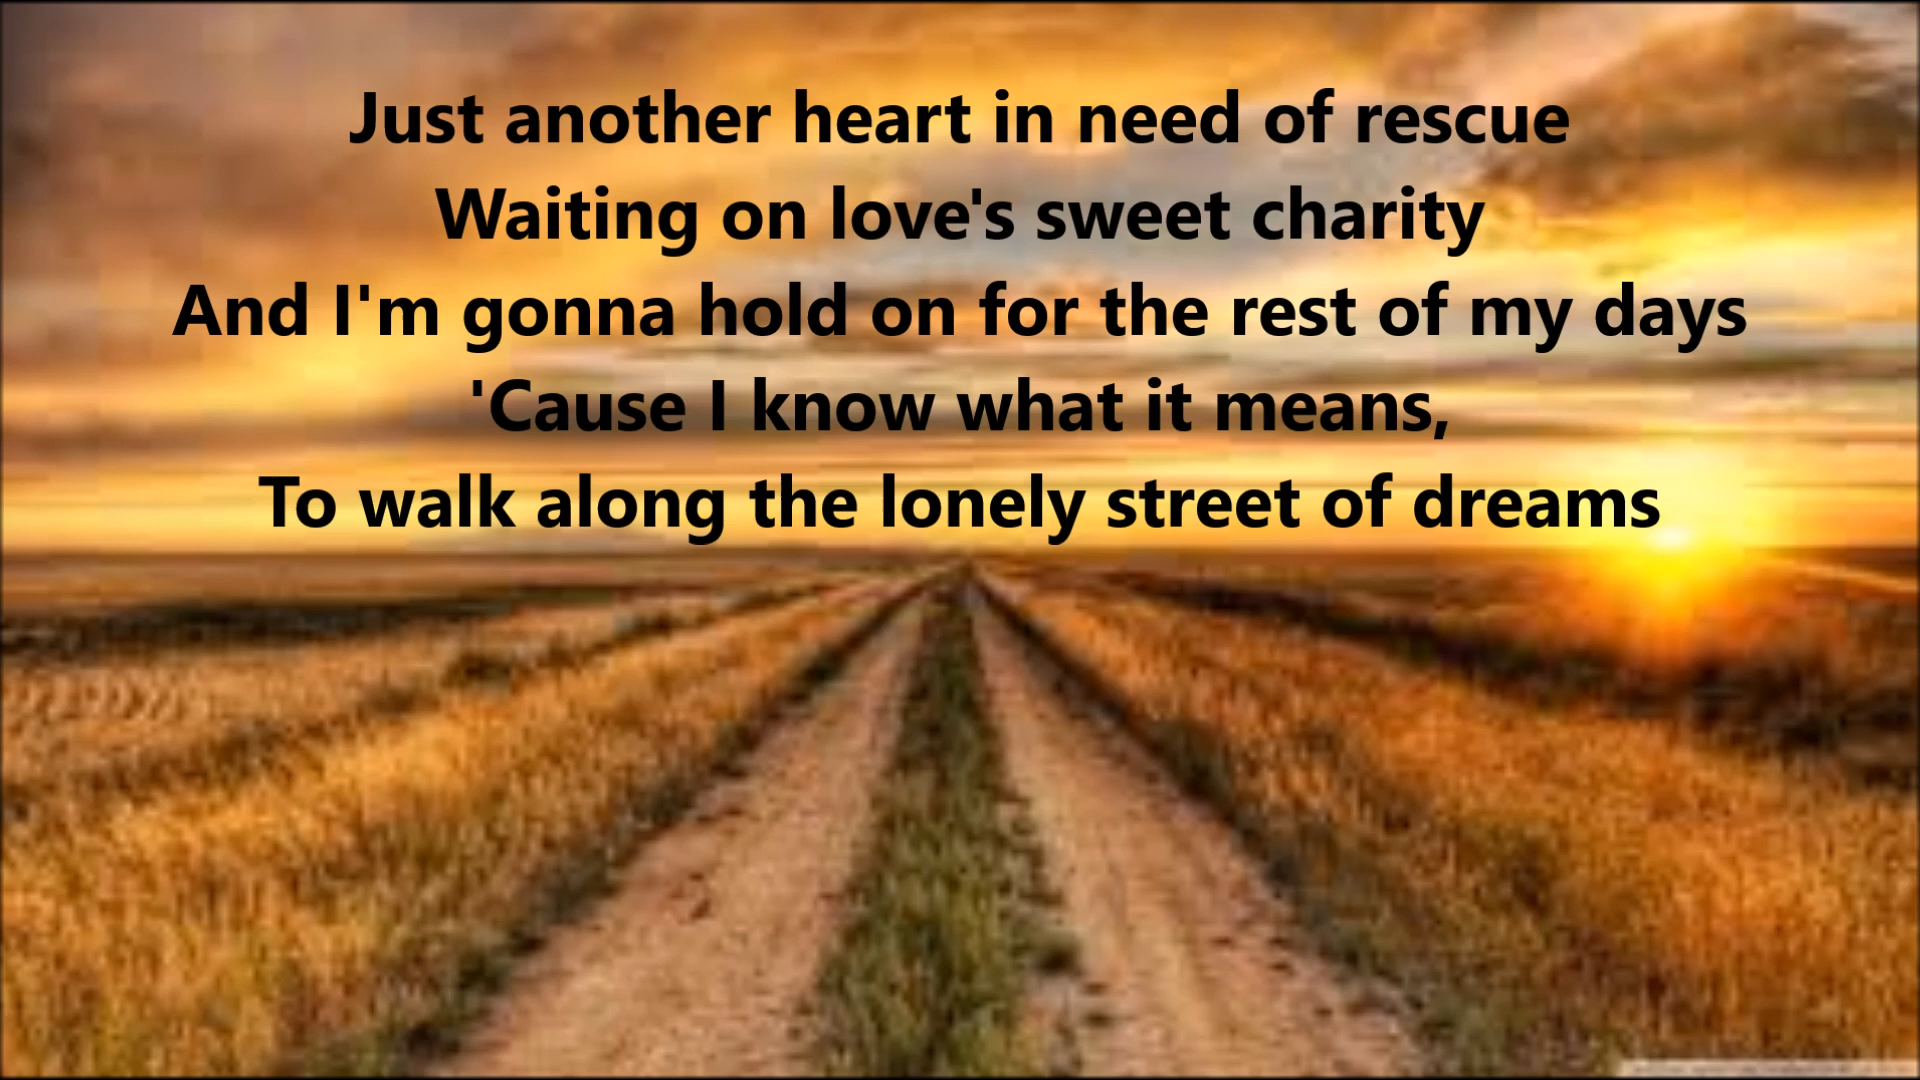 Just another heart in need of rescue
Waiting on love's sweet charity
And I'm gonna hold on for the rest of my days
'Cause I know what it means,
To walk along the lonely street of dreams